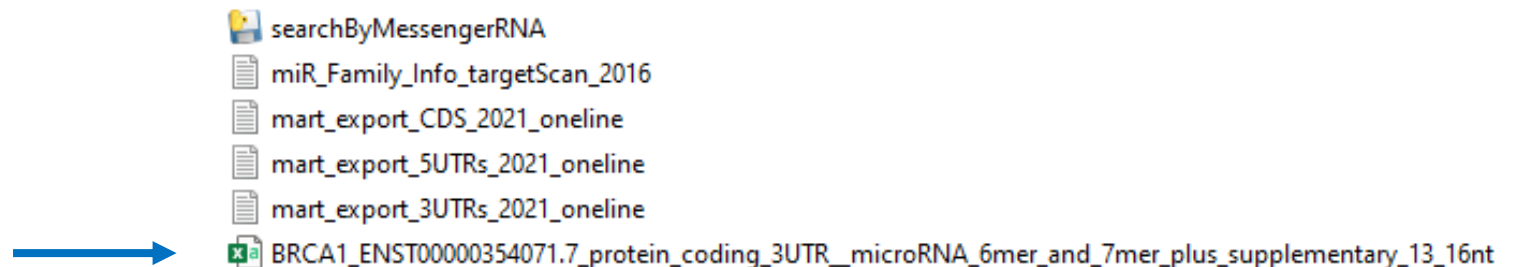 searchByMessengerRNA
miR_Family_Info_targetScan_2016
mart_export_CDS_2021_oneline
mart_export_5UTRs_2021_oneline
mart_export_3UTRs_2021_oneline
BRCA1_ENST00000354071.7_protein_coding_3UTR__microRNA_6mer_and_7mer_plus_supplementary_13_16nt